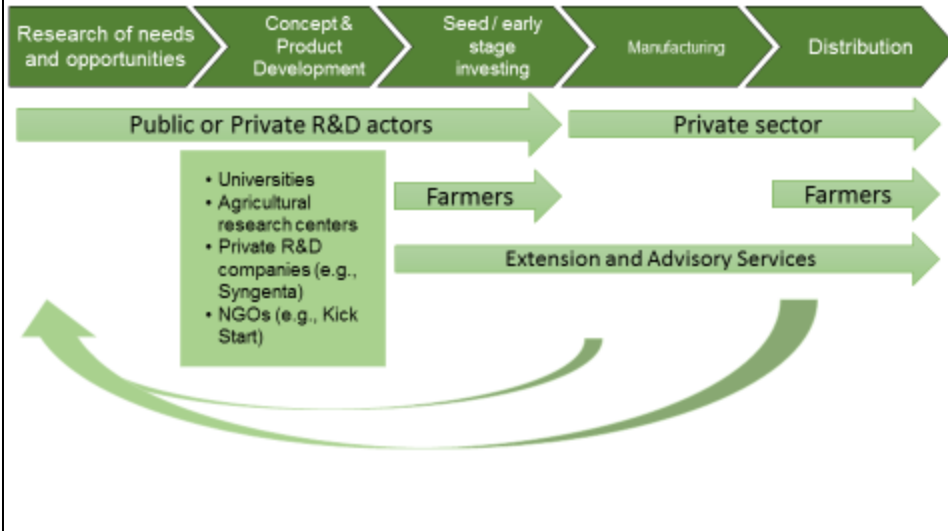 Research of needs
and opportunities
Concept &
Product
Development
Seed / early
stage
investing
Manufacturing
Distribution
Public or Private R&D actors
Private sector
• Universities
• Agricultural
research centers
• Private R&D
companies (e.g.,
Syngenta)
• NGOs (e.g., Kick
Start)
Farmers
Farmers
Extension and Advisory Services